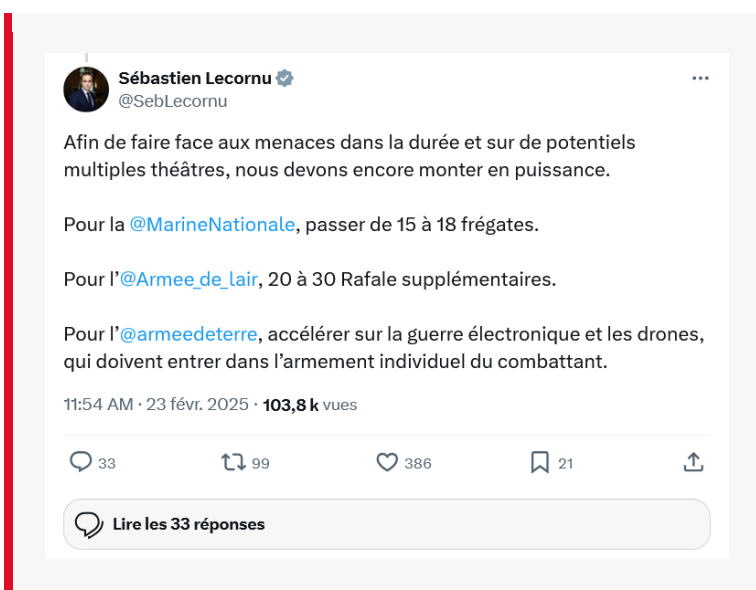 Sébastien Lecornu
@SebLecornu
Afin de faire face aux menaces dans la durée et sur de potentiels
multiples théâtres, nous devons encore monter en puissance.
Pour la @MarineNationale, passer de 15 à 18 frégates.
Pour l’@Armee_de_lair, 20 à 30 Rafale supplémentaires.
Pour l’@armeedeterre, accélérer sur la guerre électronique et les drones,
qui doivent entrer dans l’armement individuel du combattant.
11:54 AM · 23 févr. 2025 · 103,8 k vues
33 99 386 21
Lire les 33 réponses